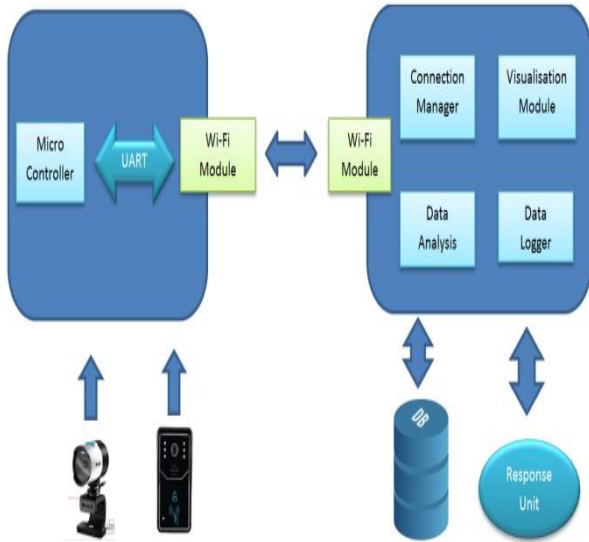 Micro
Controller
UART
Wi-Fi
Module
Wi-Fi
Module
Connection
Manager
Visualisation
Module
Data
Analysis
Data
Logger
DB
Response
Unit